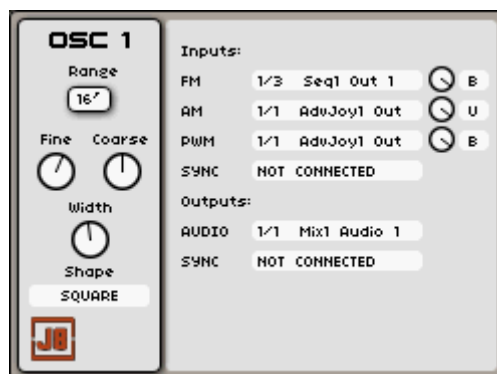 OSC 1
Range
16'
Fine Coarse
Width
Shape
SQUARE
Inputs:
FM 1/3 Seq1 Out 1 B
AM 1/1 AdvJoy1 Out U
PWM 1/1 AdvJoy1 Out B
SYNC NOT CONNECTED
Outputs:
AUDIO 1/1 Mix1 Audio 1
SYNC NOT CONNECTED